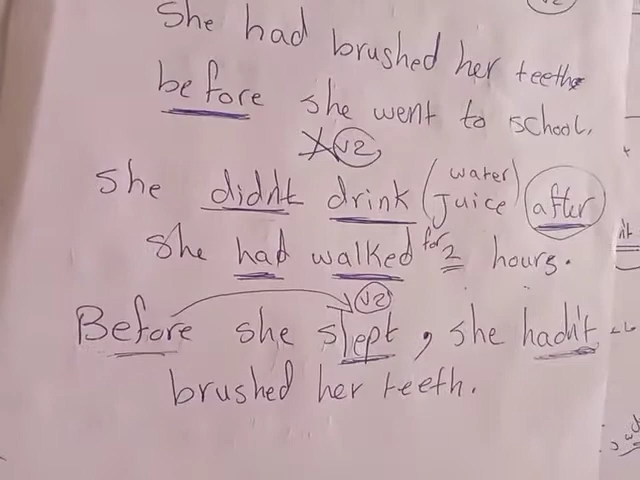 V2
She had brushed her teeth
before she went to school.
V2
She didn't drink (water juice) after
she had walked for 2 hours.
V2
Before she slept, she hadn't
brushed her teeth.